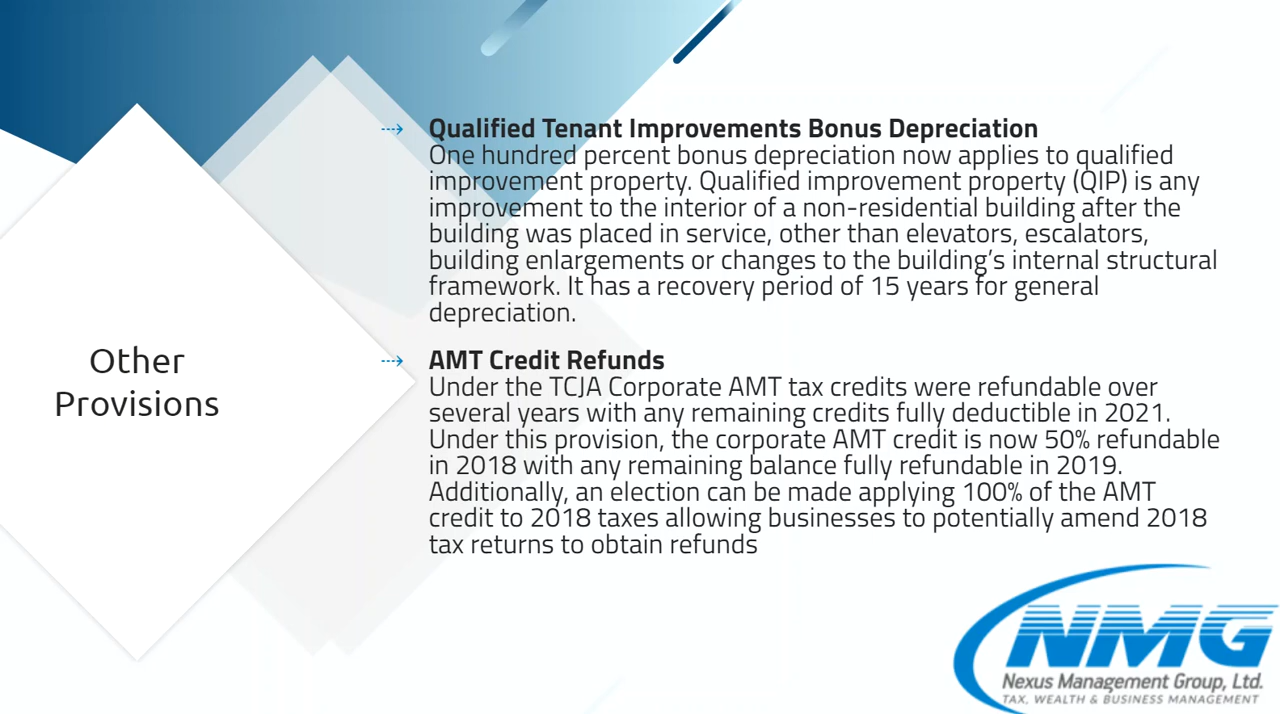 Other
Provisions
Qualified Tenant Improvements Bonus Depreciation
One hundred percent bonus depreciation now applies to qualified
improvement property. Qualified improvement property (QIP) is any
improvement to the interior of a non-residential building after the
building was placed in service, other than elevators, escalators,
building enlargements or changes to the building's internal structural
framework. It has a recovery period of 15 years for general
depreciation.
AMT Credit Refunds
Under the TCJA Corporate AMT tax credits were refundable over
several years with any remaining credits fully deductible in 2021.
Under this provision, the corporate AMT credit is now 50% refundable
in 2018 with any remaining balance fully refundable in 2019.
Additionally, an election can be made applying 100% of the AMT
credit to 2018 taxes allowing businesses to potentially amend 2018
tax returns to obtain refunds
NMG
Nexus Management Group, Ltd.
TAX, WEALTH & BUSINESS MANAGEMENT